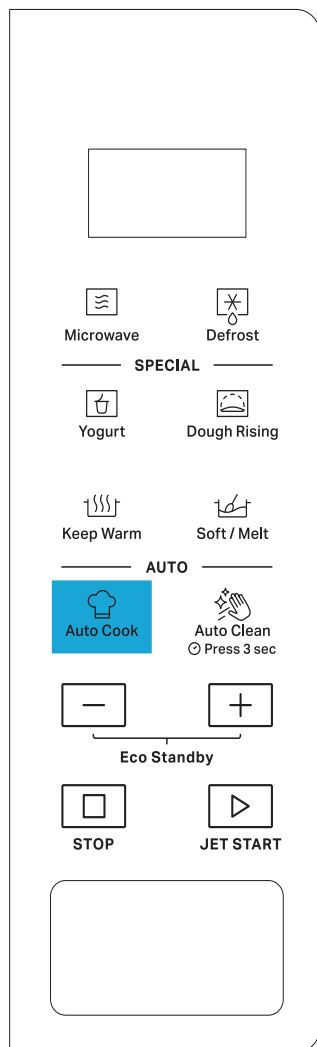 Microwave Defrost
SPECIAL
Yogurt Dough Rising
Keep Warm Soft / Melt
AUTO
Auto Cook Auto Clean
Press 3 sec
Eco Standby
STOP JET START